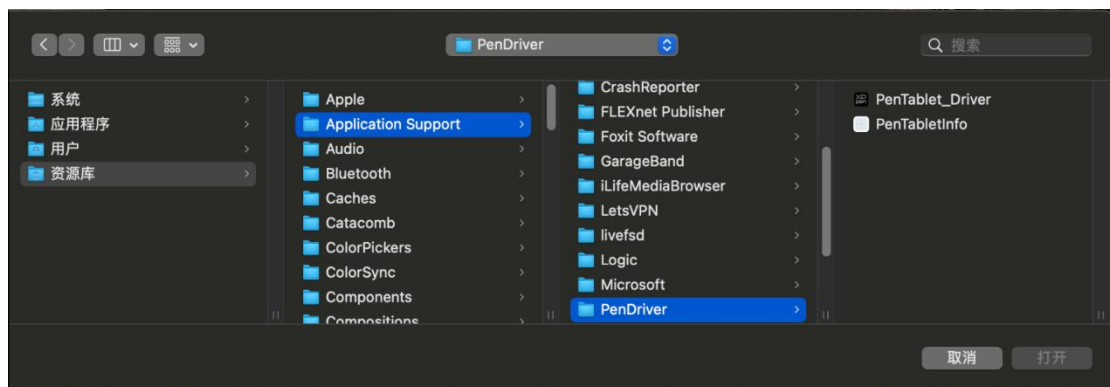 PenDriver
搜索
系统
应用程序
用户
资源库
Apple
Application Support
Audio
Bluetooth
Caches
Catacomb
ColorPickers
ColorSync
Components
Compositions
CrashReporter
FLEXnet Publisher
Foxit Software
GarageBand
iLifeMediaBrowser
LetsVPN
livefsd
Logic
Microsoft
PenDriver
PenTablet_Driver
PenTabletInfo
取消
打开